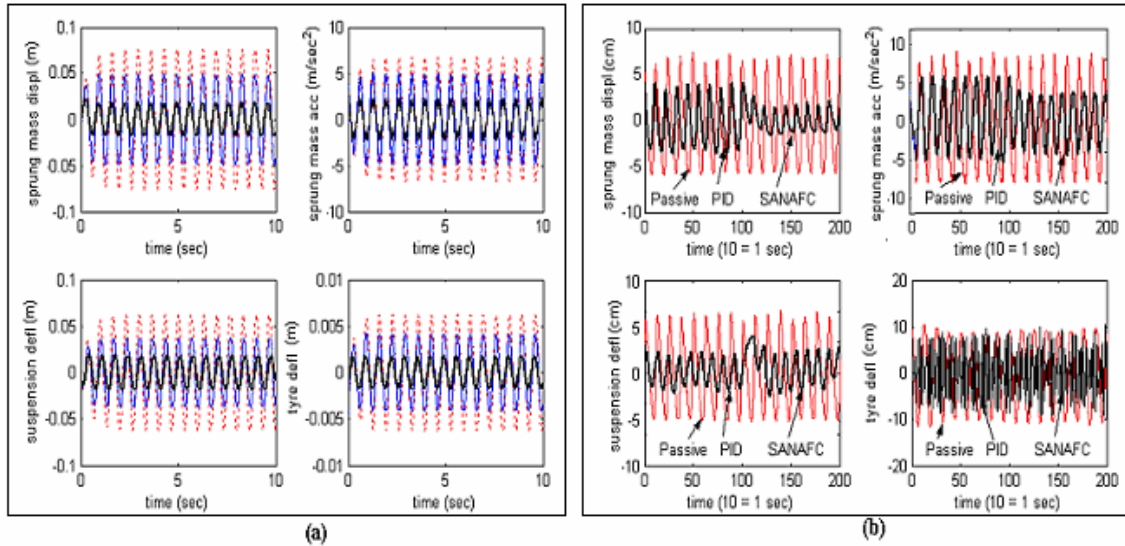 0.1
0.05
0
-0.05
-0.1
sprung mass displ (m)
0
5
10
time (sec)
10
5
0
-5
-10
sprung mass acc (m/sec²)
0
5
10
time (sec)
0.1
0.05
0
-0.05
-0.1
suspension defl (m)
0
5
10
time (sec)
0.01
0.005
0
-0.005
-0.01
tyre defl (m)
0
5
10
time (sec)
(a)
10
5
0
-5
-10
sprung mass displ (cm)
Passive
PID
SANAFC
0
50
100
150
200
time (10 = 1 sec)
10
5
0
-5
-10
sprung mass acc (m/sec²)
Passive
PID
SANAFC
0
50
100
150
200
time (10 = 1 sec)
10
5
0
-5
-10
suspension defl (cm)
Passive
PID
SANAFC
0
50
100
150
200
time (10 = 1 sec)
20
10
0
-10
-20
tyre defl (cm)
Passive
PID
SANAFC
0
50
100
150
200
time (10 = 1 sec)
(b)